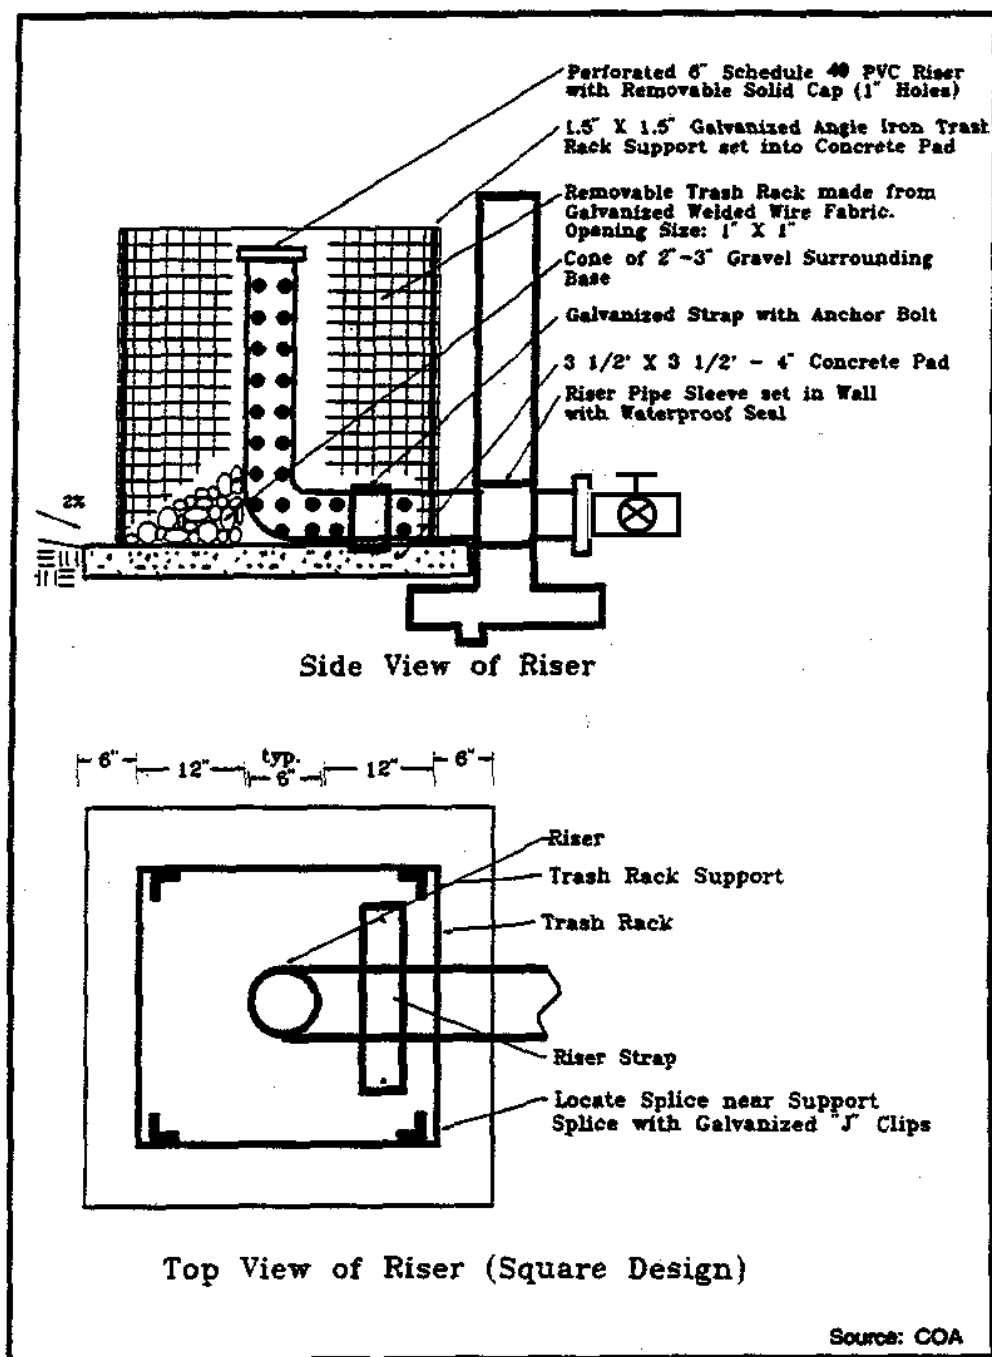 Perforated 6" Schedule 40 PVC Riser
with Removable Solid Cap (1" Holes)
1.5" X 1.5" Galvanized Angle Iron Trash
Rack Support set into Concrete Pad
Removable Trash Rack made from
Galvanized Welded Wire Fabric.
Opening Size: 1" X 1"
Cone of 2"-3" Gravel Surrounding
Base
Galvanized Strap with Anchor Bolt
3 1/2' X 3 1/2' - 4" Concrete Pad
Riser Pipe Sleeve set in Wall
with Waterproof Seal
2%
Side View of Riser
6" 12" typ. 6" 12" 6"
Riser
Trash Rack Support
Trash Rack
Riser Strap
Locate Splice near Support
Splice with Galvanized "J" Clips
Top View of Riser (Square Design)
Source: COA